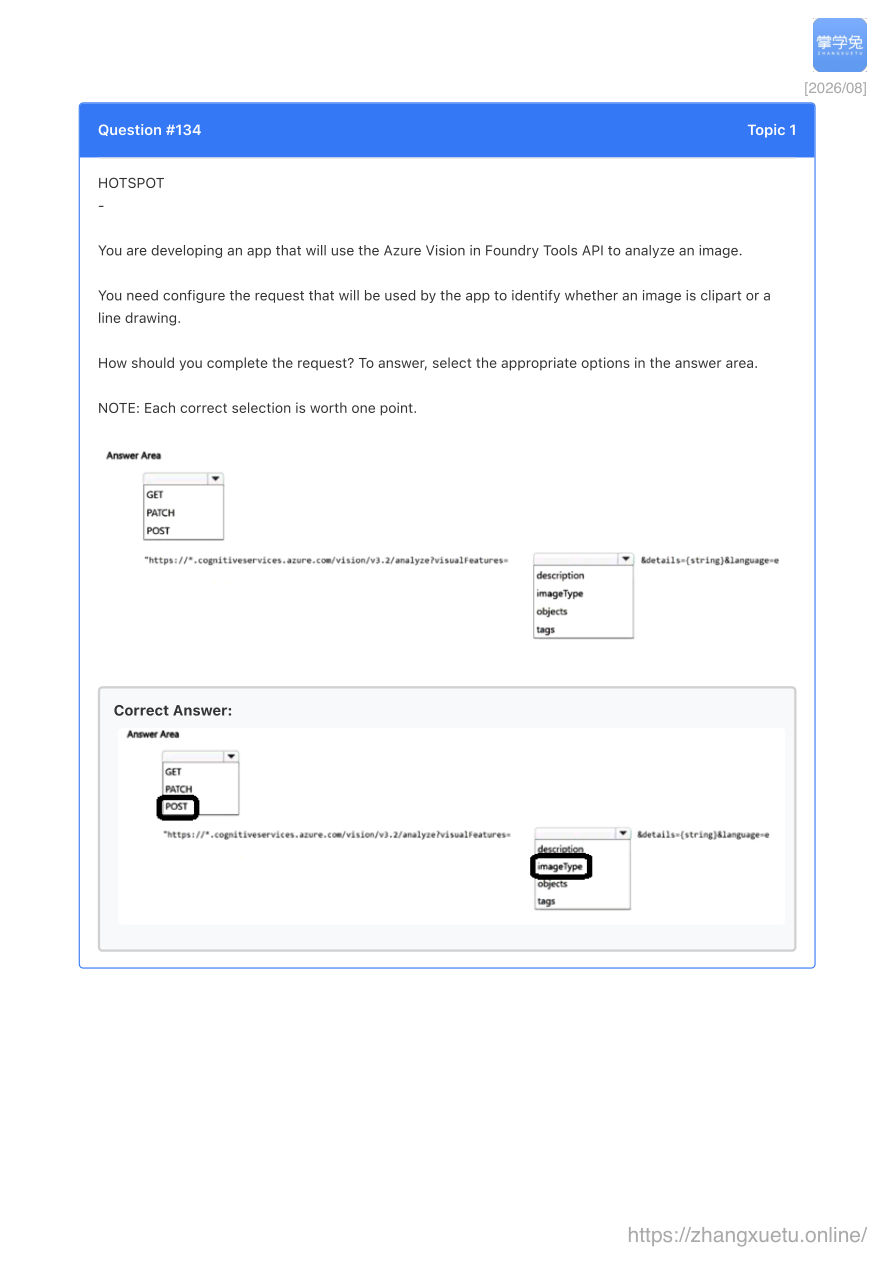 掌学兔
ZHANGXUETU
[2026/08]
Question #134 Topic 1
HOTSPOT
-
You are developing an app that will use the Azure Vision in Foundry Tools API to analyze an image.
You need configure the request that will be used by the app to identify whether an image is clipart or a
line drawing.
How should you complete the request? To answer, select the appropriate options in the answer area.
NOTE: Each correct selection is worth one point.
Answer Area
GET
PATCH
POST
"https://*.cognitiveservices.azure.com/vision/v3.2/analyze?visualFeatures= &details={string}&language=e
description
imageType
objects
tags
Correct Answer:
Answer Area
GET
PATCH
POST
"https://*.cognitiveservices.azure.com/vision/v3.2/analyze?visualFeatures= &details={string}&language=e
description
imageType
objects
tags
https://zhangxuetu.online/